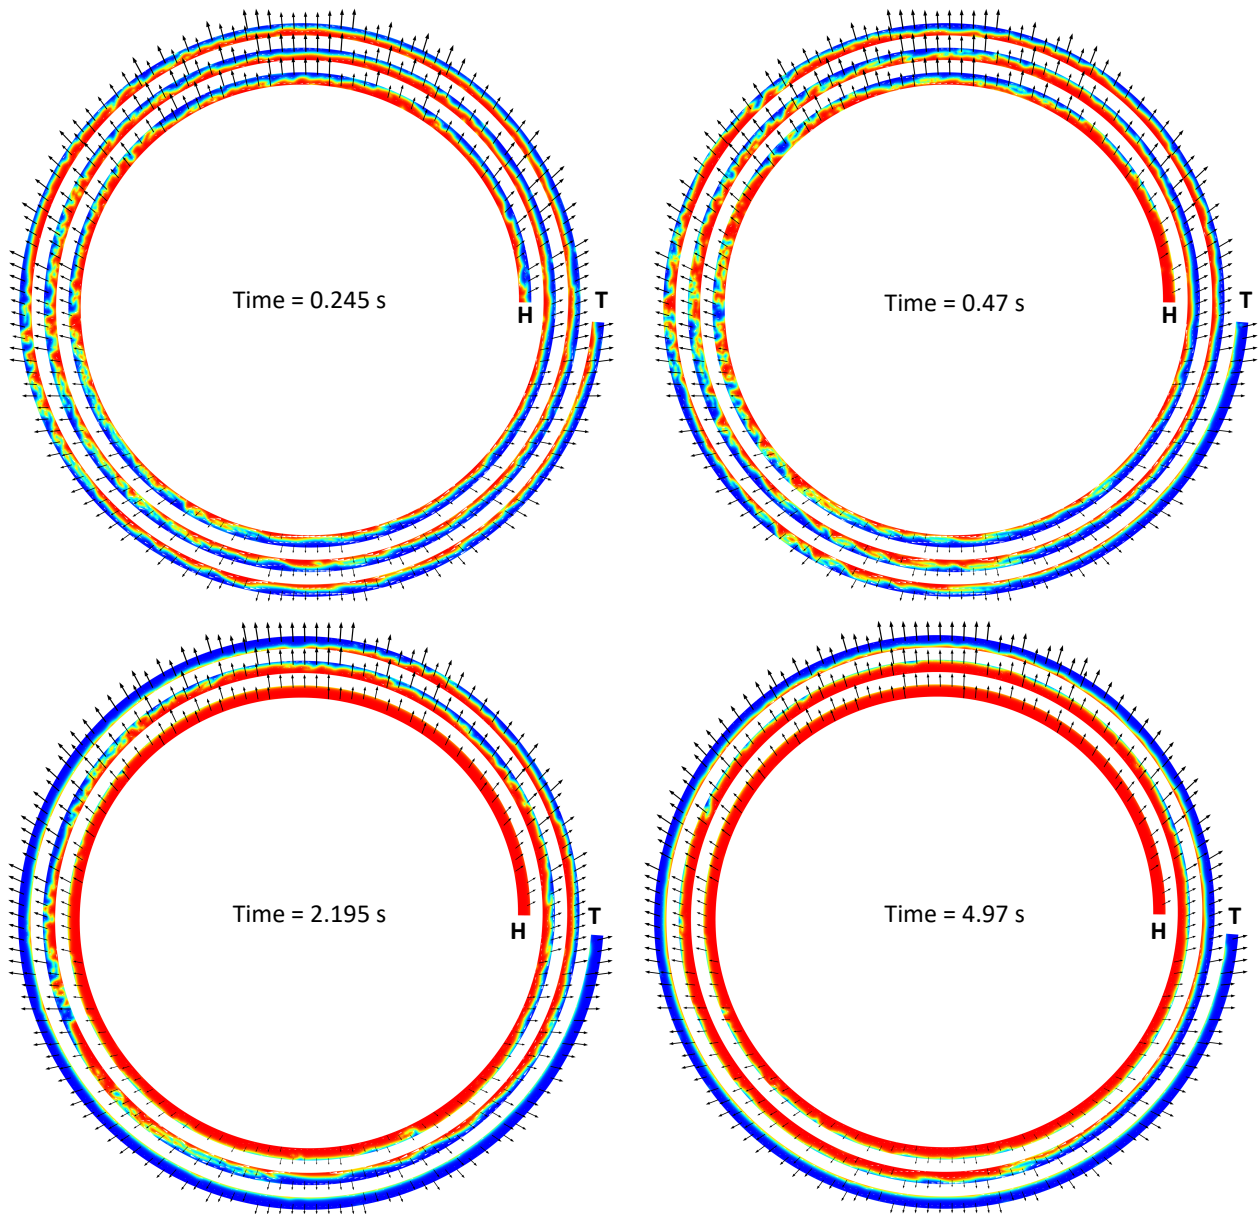 Time = 0.245 s
H
T
Time = 0.47 s
H
T
Time = 2.195 s
H
T
Time = 4.97 s
H
T